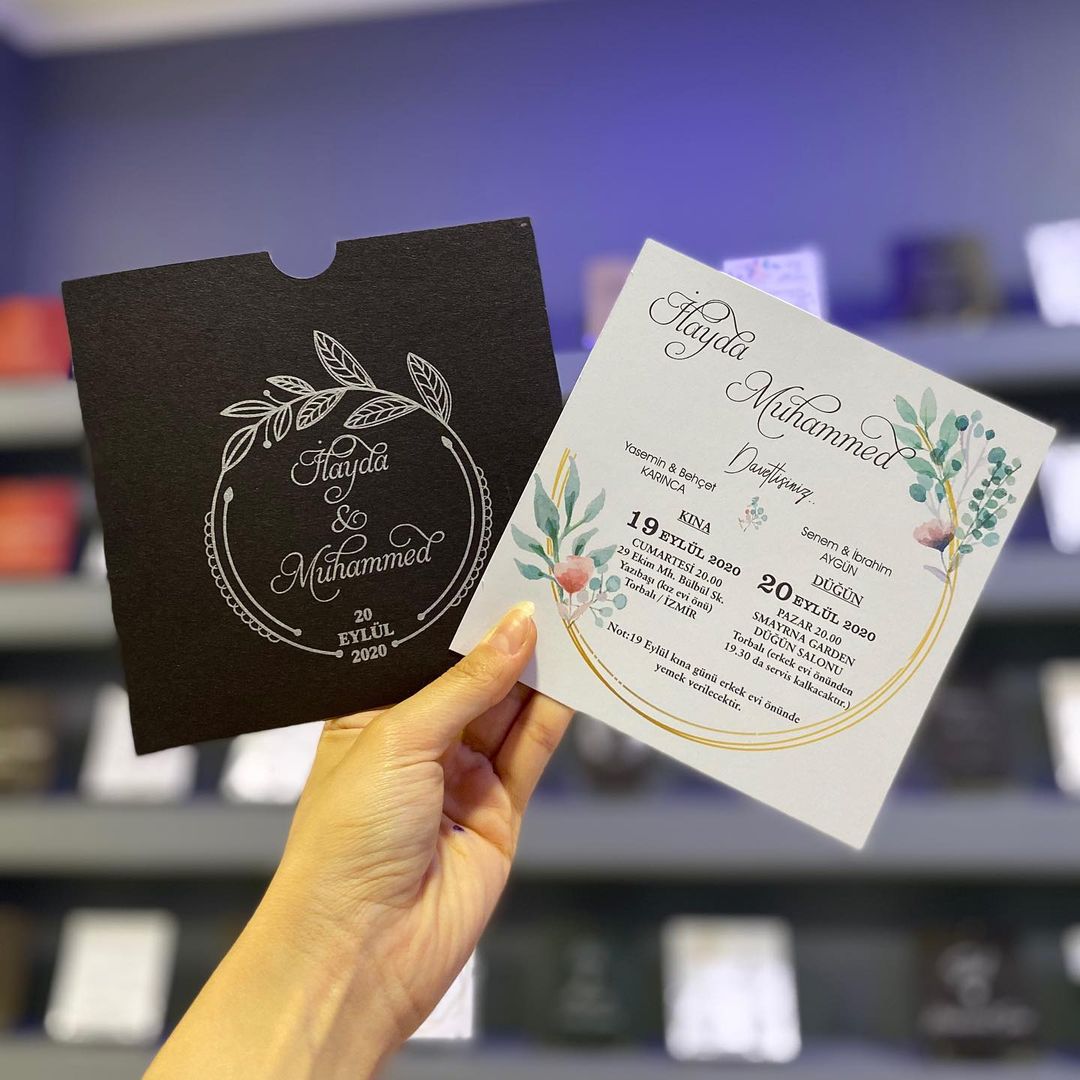 İlayda
&
Muhammed
20
EYLÜL
2020
İlayda
Muhammed
Davetlisiniz..
Yasemin & Behçet
KARINCA
KINA
19 EYLÜL 2020
CUMARTESİ 20.00
29 Ekim Mh. Bülbül Sk.
Yazıbaşı (kız evi önü)
Torbalı / İZMİR
Senem & İbrahim
AYGÜN
DÜĞÜN
20 EYLÜL 2020
PAZAR 20.00
SMAYRNA GARDEN
DÜĞÜN SALONU
Torbalı (erkek evi önünden
19.30 da servis kalkacaktır.)
Not:19 Eylül kına günü erkek evi önünde
yemek verilecektir.